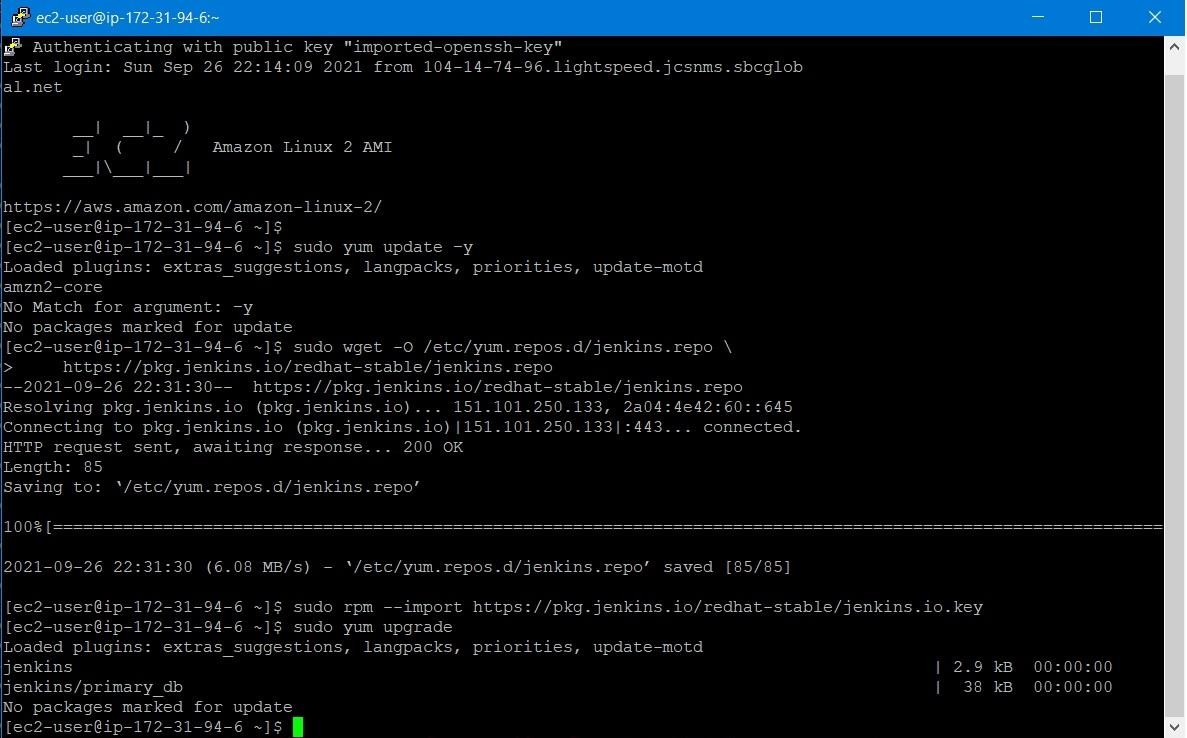 ec2-user@ip-172-31-94-6:~
Authenticating with public key "imported-openssh-key"
Last login: Sun Sep 26 22:14:09 2021 from 104-14-74-96.lightspeed.jcsnms.sbcglob
al.net
       __|  __|_  )
       _|  (     /   Amazon Linux 2 AMI
      ___|\___|___|
https://aws.amazon.com/amazon-linux-2/
[ec2-user@ip-172-31-94-6 ~]$
[ec2-user@ip-172-31-94-6 ~]$ sudo yum update –y
Loaded plugins: extras_suggestions, langpacks, priorities, update-motd
amzn2-core
No Match for argument: –y
No packages marked for update
[ec2-user@ip-172-31-94-6 ~]$ sudo wget -O /etc/yum.repos.d/jenkins.repo \
>     https://pkg.jenkins.io/redhat-stable/jenkins.repo
--2021-09-26 22:31:30--  https://pkg.jenkins.io/redhat-stable/jenkins.repo
Resolving pkg.jenkins.io (pkg.jenkins.io)... 151.101.250.133, 2a04:4e42:60::645
Connecting to pkg.jenkins.io (pkg.jenkins.io)|151.101.250.133|:443... connected.
HTTP request sent, awaiting response... 200 OK
Length: 85
Saving to: ‘/etc/yum.repos.d/jenkins.repo’
100%[===============================================================================================================
2021-09-26 22:31:30 (6.08 MB/s) - ‘/etc/yum.repos.d/jenkins.repo’ saved [85/85]
[ec2-user@ip-172-31-94-6 ~]$ sudo rpm --import https://pkg.jenkins.io/redhat-stable/jenkins.io.key
[ec2-user@ip-172-31-94-6 ~]$ sudo yum upgrade
Loaded plugins: extras_suggestions, langpacks, priorities, update-motd
jenkins | 2.9 kB  00:00:00
jenkins/primary_db |  38 kB  00:00:00
No packages marked for update
[ec2-user@ip-172-31-94-6 ~]$